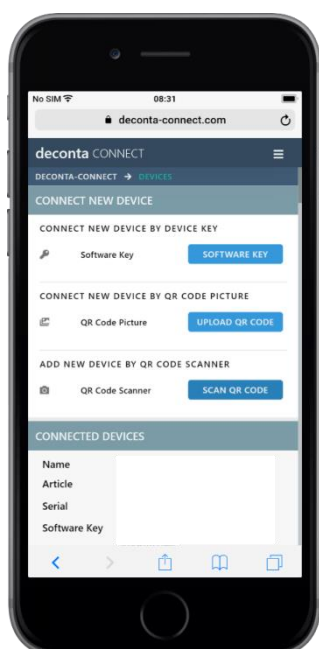 No SIM 08:31
deconta-connect.com
deconta CONNECT
DECONTA-CONNECT → DEVICES
CONNECT NEW DEVICE
CONNECT NEW DEVICE BY DEVICE KEY
Software Key SOFTWARE KEY
CONNECT NEW DEVICE BY QR CODE PICTURE
QR Code Picture UPLOAD QR CODE
ADD NEW DEVICE BY QR CODE SCANNER
QR Code Scanner SCAN QR CODE
CONNECTED DEVICES
Name
Article
Serial
Software Key